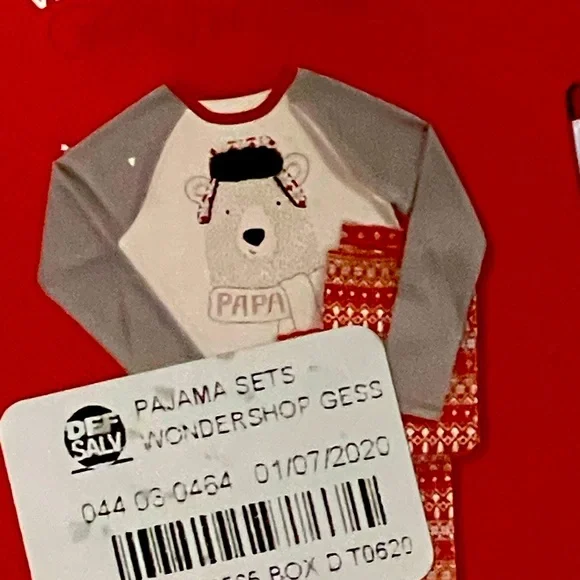 PAPA
DEF
SALV
PAJAMA SETS
WONDERSHOP GESS
044 03 0464 01/07/2020
BOX D T0620